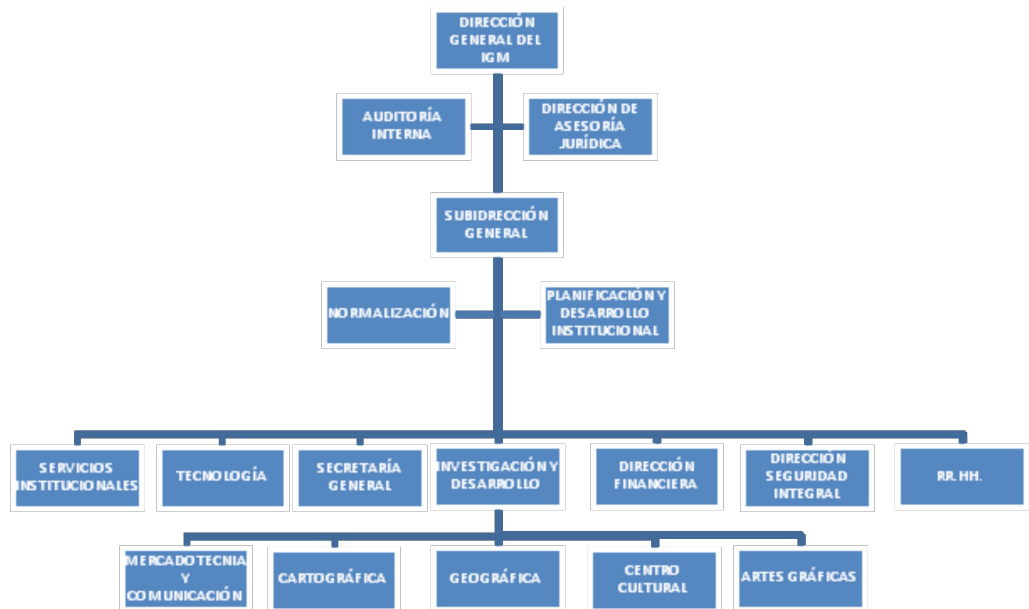 DIRECCIÓN
GENERAL DEL
IGM
AUDITORÍA
INTERNA
DIRECCIÓN DE
ASESORÍA
JURÍDICA
SUBIDRECCIÓN
GENERAL
NORMALIZACIÓN
PLANIFICACIÓN Y
DESARROLLO
INSTITUCIONAL
SERVICIOS
INSTITUCIONALES
TECNOLOGÍA
SECRETARÍA
GENERAL
INVESTIGACIÓN Y
DESARROLLO
DIRECCIÓN
FINANCIERA
DIRECCIÓN
SEGURIDAD
INTEGRAL
RR. HH.
MERCADOTECNIA
Y
COMUNICACIÓN
CARTOGRÁFICA
GEOGRÁFICA
CENTRO
CULTURAL
ARTES GRÁFICAS